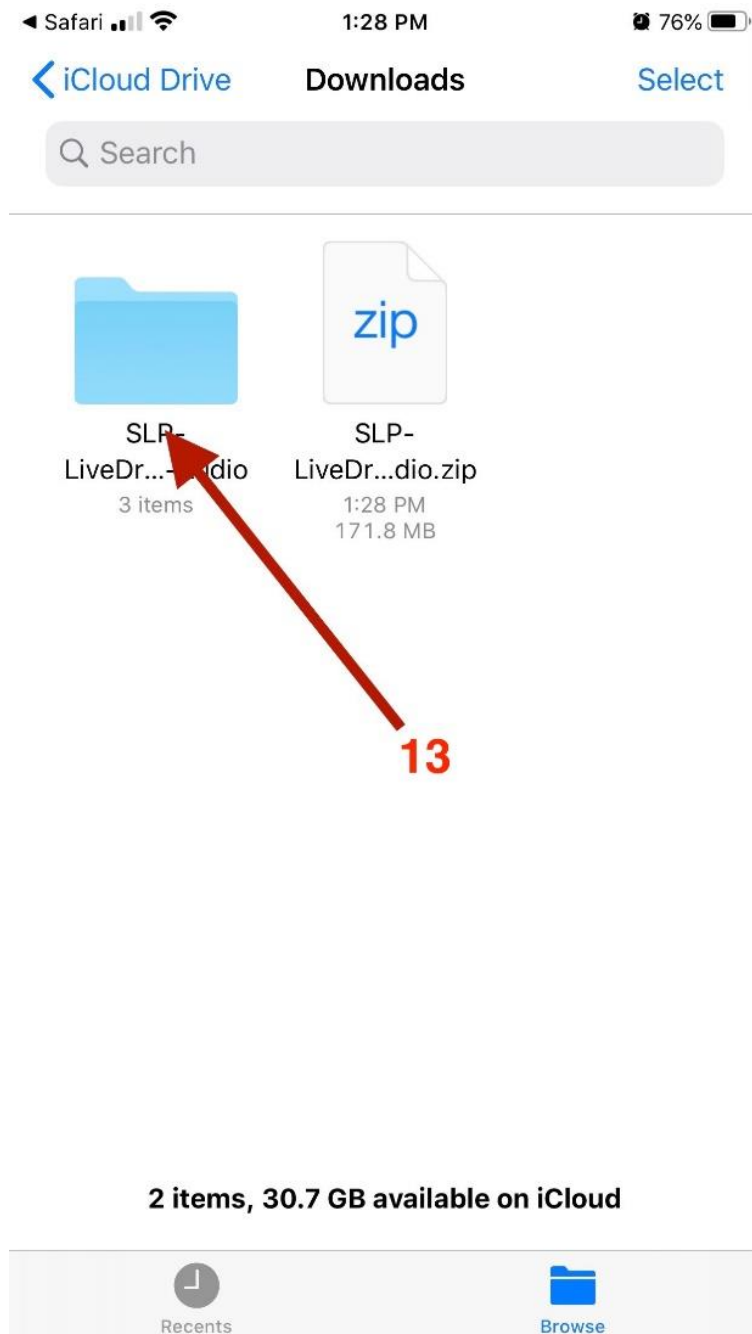 Safari 1:28 PM 76%
iCloud Drive Downloads Select
Search
zip
SLP- SLP-
LiveDr...- dio LiveDr...dio.zip
3 items 1:28 PM
171.8 MB
13
2 items, 30.7 GB available on iCloud
Recents Browse